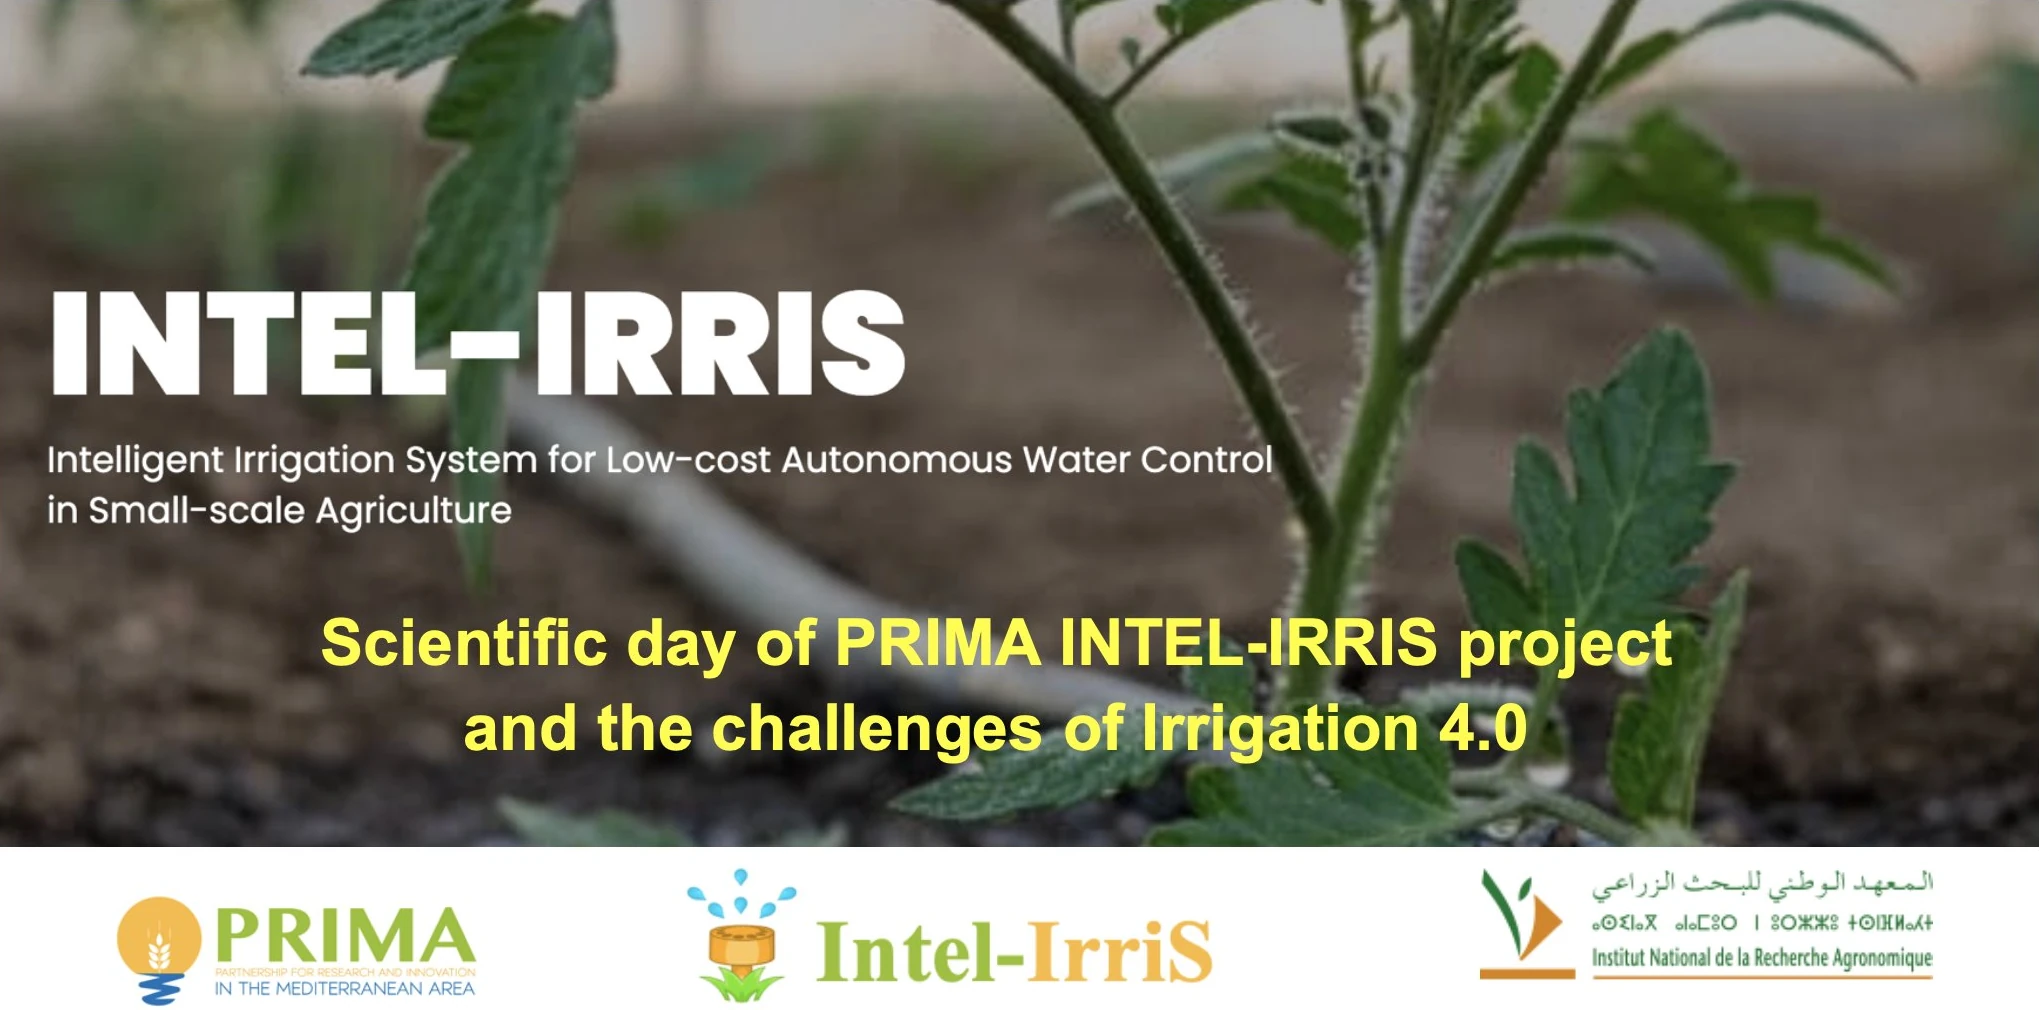 INTEL-IRRIS
Intelligent Irrigation System for Low-cost Autonomous Water Control
in Small-scale Agriculture
Scientific day of PRIMA INTEL-IRRIS project
and the challenges of Irrigation 4.0
PRIMA
PARTNERSHIP FOR RESEARCH AND INNOVATION
IN THE MEDITERRANEAN AREA
Intel-IrriS
المعهد الوطني للبحث الزراعي
Institut National de la Recherche Agronomique